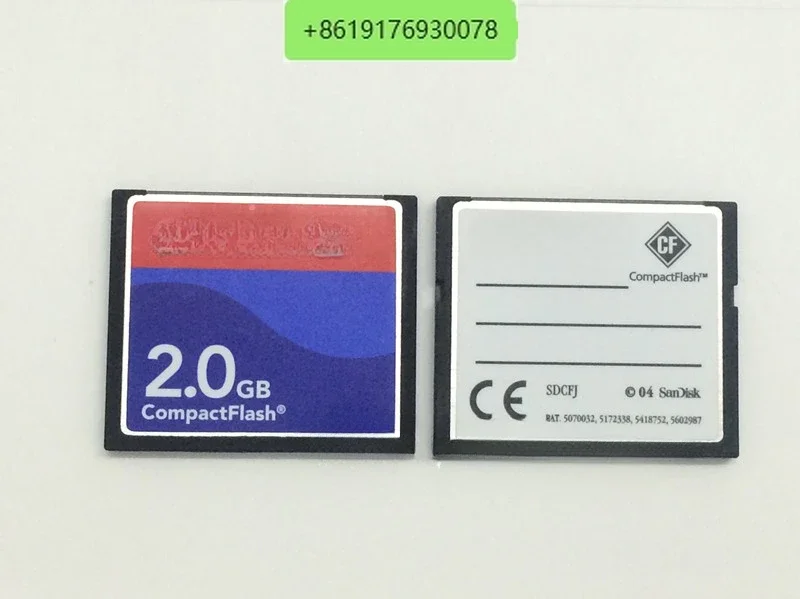 +8619176930078
2.0GB
CompactFlash®
CF
CompactFlash™
CE
SDCFJ
© 04 SanDisk
PAT. 5070032, 5172338, 5418752, 5602987